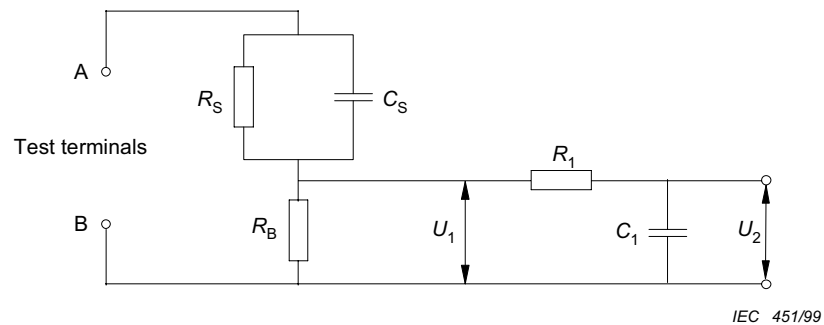 A
R_S
C_S
Test terminals
R_1
B
R_B
U_1
C_1
U_2
IEC 451/99